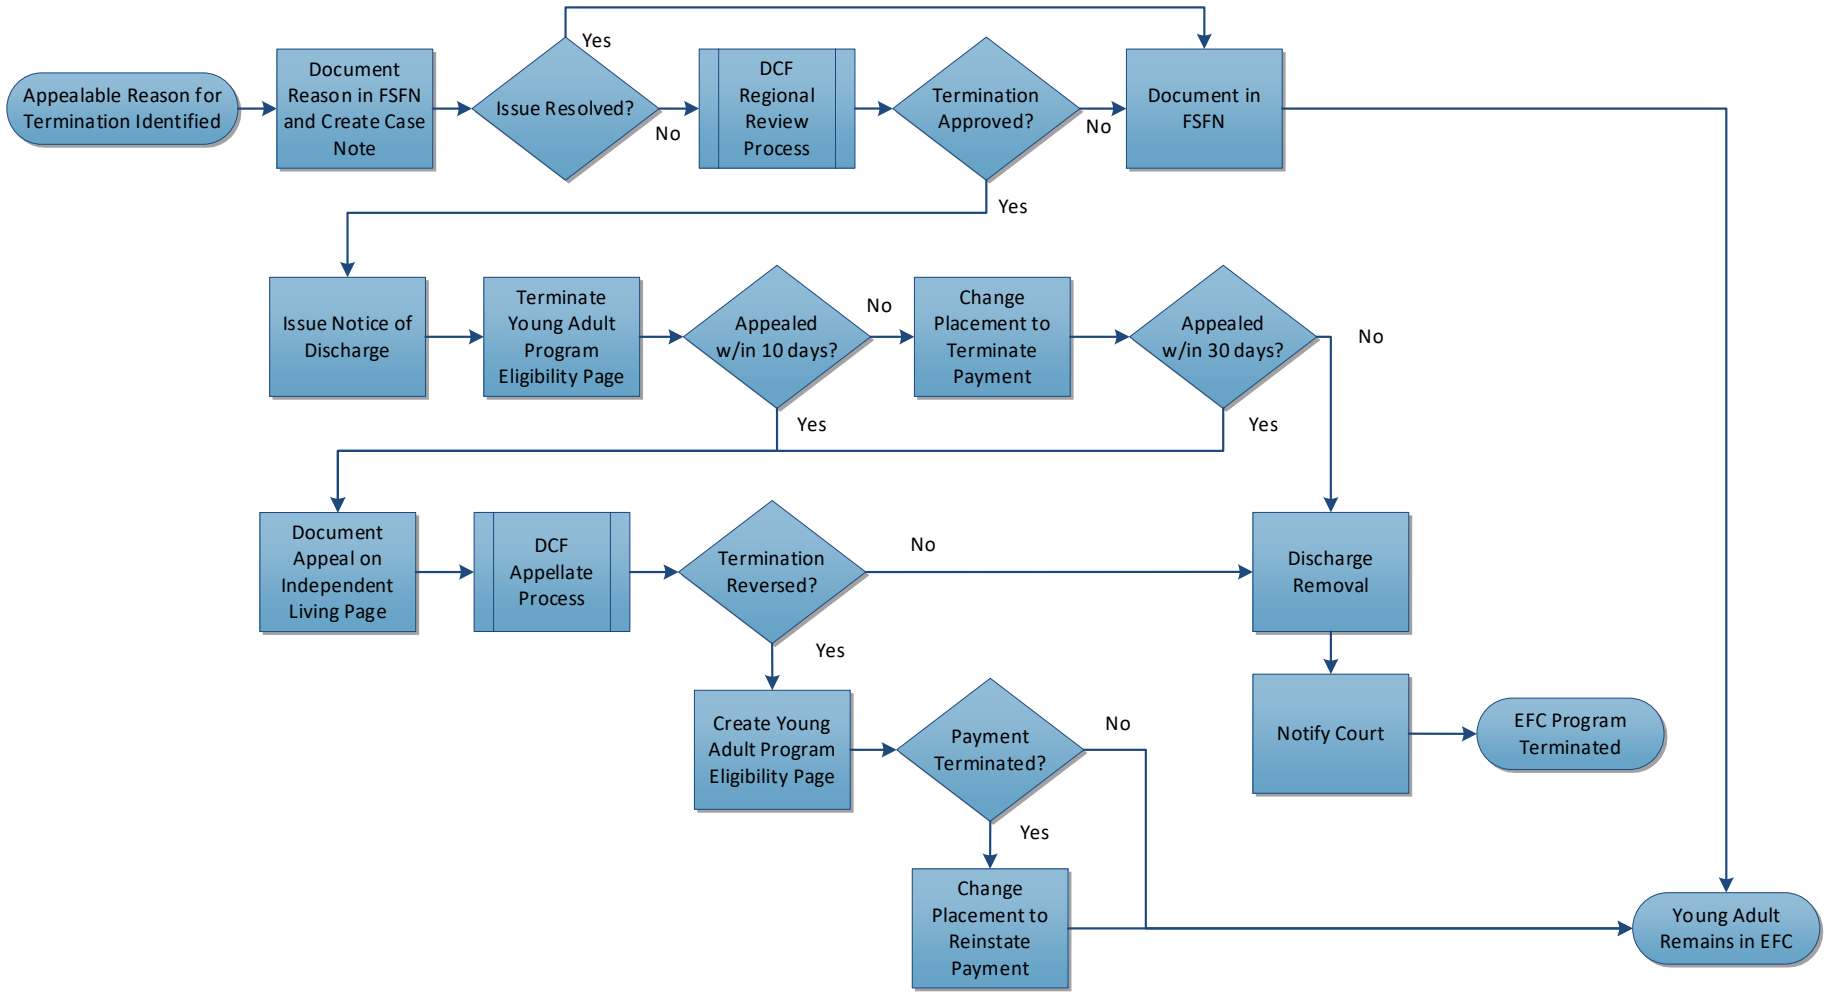 Appealable Reason for
Termination Identified
Document
Reason in FSFN
and Create Case
Note
Issue Resolved?
Yes
No
DCF
Regional
Review
Process
Termination
Approved?
No
Yes
Document in
FSFN
Issue Notice of
Discharge
Terminate
Young Adult
Program
Eligibility Page
Appealed
w/in 10 days?
No
Yes
Change
Placement to
Terminate
Payment
Appealed
w/in 30 days?
No
Yes
Document
Appeal on
Independent
Living Page
DCF
Appellate
Process
Termination
Reversed?
No
Yes
Discharge
Removal
Create Young
Adult Program
Eligibility Page
Payment
Terminated?
No
Yes
Notify Court
EFC Program
Terminated
Change
Placement to
Reinstate
Payment
Young Adult
Remains in EFC